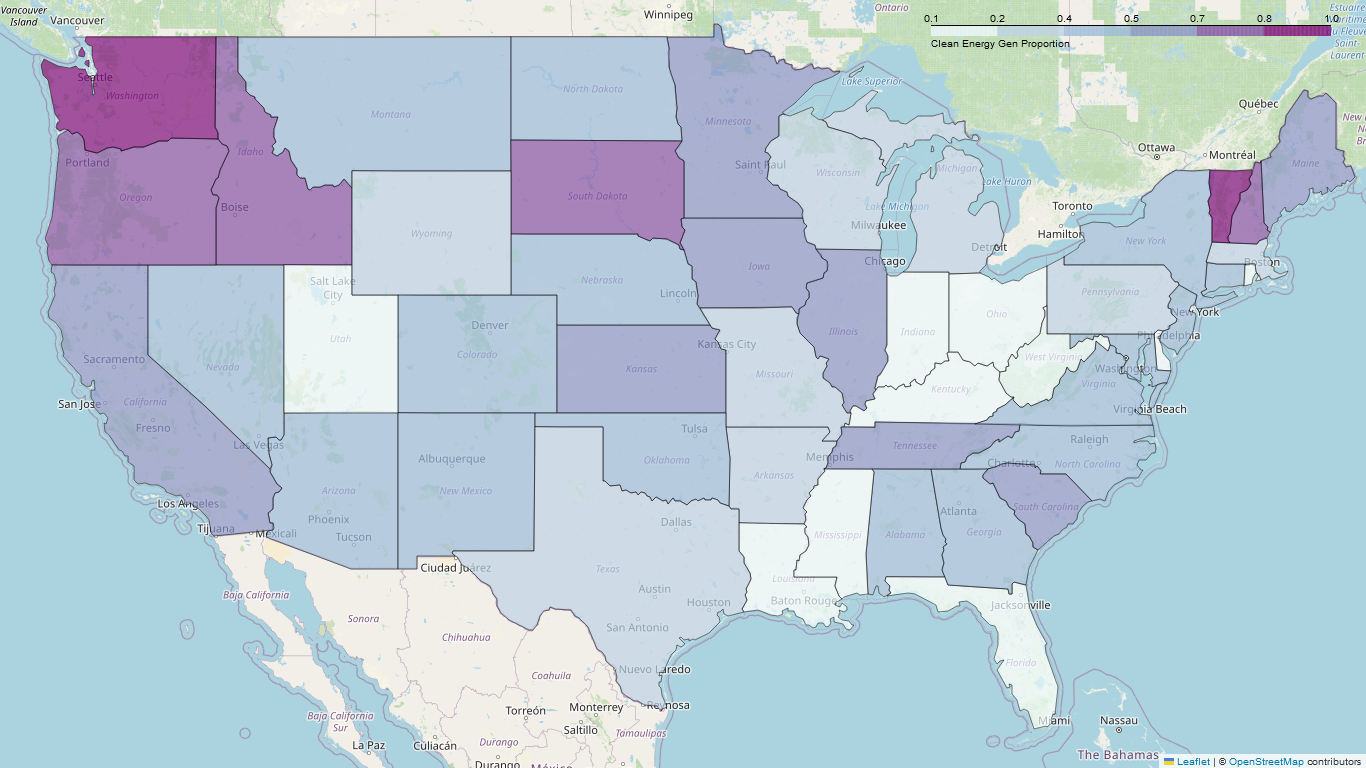 Vancouver
Island
Vancouver
Winnipeg
Ontario
0.1 0.2 0.4 0.5 0.7 0.8 1.0
Clean Energy Gen Proportion
Seattle
Washington
Montana
North Dakota
Minnesota
Lake Superior
Québec
Ottawa
Montréal
Portland
Oregon
Idaho
Boise
South Dakota
Saint Paul
Wisconsin
Michigan
Lake Huron
Maine
Wyoming
Milwaukee
Lake Michigan
Toronto
Hamilton
Detroit
New York
Boston
Salt Lake
City
Nebraska
Lincoln
Iowa
Chicago
Pennsylvania
New York
Sacramento
Nevada
Utah
Denver
Colorado
Kansas
Kansas City
Missouri
Illinois
Indiana
Ohio
West Virginia
Philadelphia
Washington
Virginia
Kentucky
San Jose
California
Fresno
Las Vegas
Virginia Beach
Tulsa
Oklahoma
Memphis
Tennessee
Charlotte
Raleigh
North Carolina
Albuquerque
New Mexico
Arizona
Phoenix
Tucson
Arkansas
South Carolina
Los Angeles
Tijuana
Mexicali
Dallas
Mississippi
Alabama
Atlanta
Georgia
Ciudad Juárez
Texas
Austin
Houston
Louisiana
Baton Rouge
Jacksonville
Baja California
Sonora
Chihuahua
San Antonio
Florida
Coahuila
Nuevo Laredo
Baja California
Sur
Torreón
Monterrey
Reynosa
Saltillo
Tamaulipas
La Paz
Culiacán
Durango
Durango
México
Miami
Nassau
The Bahamas
Leaflet | © OpenStreetMap contributors